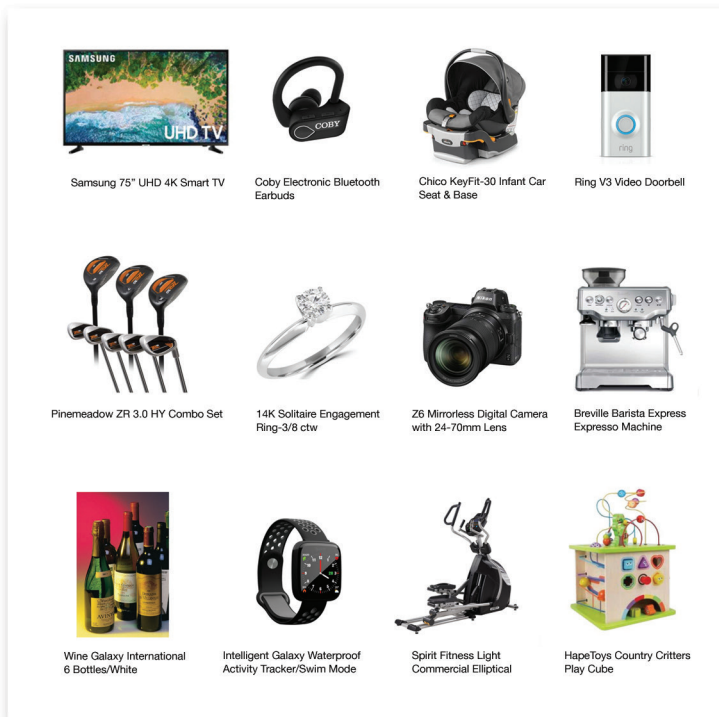 SAMSUNG
UHD TV
COBY
ring
Samsung 75" UHD 4K Smart TV
Coby Electronic Bluetooth
Earbuds
Chico KeyFit-30 Infant Car
Seat & Base
Ring V3 Video Doorbell
Nikon
Pinemeadow ZR 3.0 HY Combo Set
14K Solitaire Engagement
Ring-3/8 ctw
Z6 Mirrorless Digital Camera
with 24-70mm Lens
Breville Barista Express
Expresso Machine
Wine Galaxy International
6 Bottles/White
Intelligent Galaxy Waterproof
Activity Tracker/Swim Mode
Spirit Fitness Light
Commercial Elliptical
HapeToys Country Critters
Play Cube